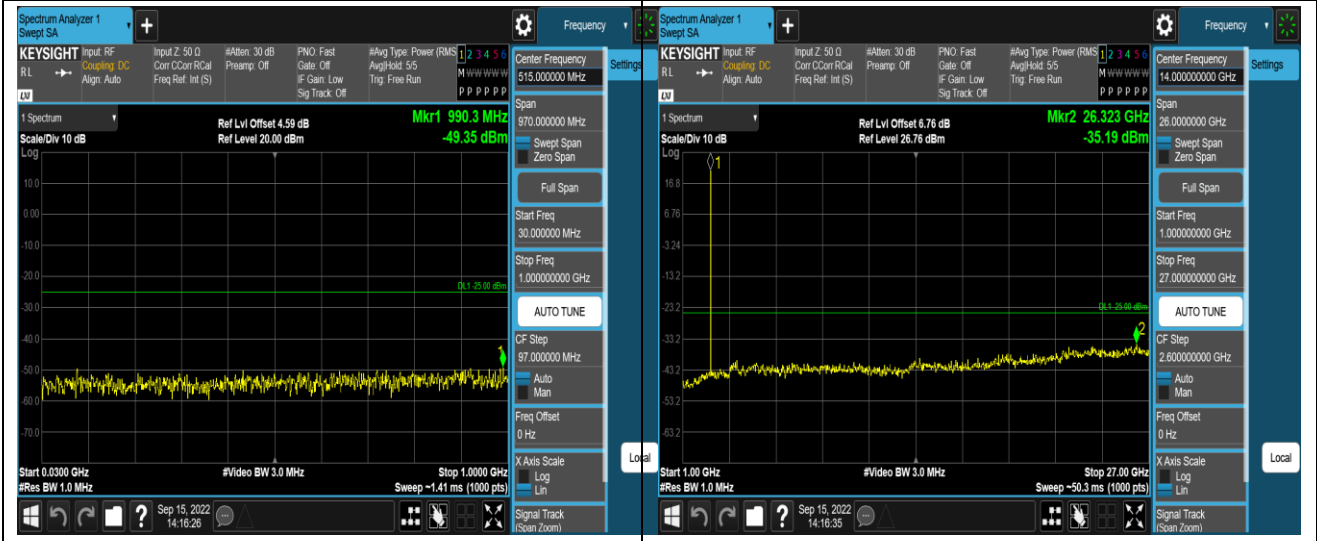 Spectrum Analyzer 1
Swept SA
Frequency
KEYSIGHT
RL
LXI
Input: RF
Coupling: DC
Align: Auto
Input Z: 50 Ω
Corr CCorr RCal
Freq Ref: Int (S)
#Atten: 30 dB
Preamp: Off
PNO: Fast
Gate: Off
IF Gain: Low
Sig Track: Off
#Avg Type: Power (RMS
Avg|Hold: 5/5
Trig: Free Run
1 2 3 4 5 6
M W W W W W
P P P P P P
1 Spectrum
Scale/Div 10 dB
Log
Ref Lvl Offset 4.59 dB
Ref Level 20.00 dBm
Mkr1 990.3 MHz
-49.35 dBm
10.0
0.00
-10.0
-20.0
DL1 -25.00 dBm
-30.0
-40.0
1
-50.0
-60.0
-70.0
Start 0.0300 GHz
#Video BW 3.0 MHz
Stop 1.0000 GHz
#Res BW 1.0 MHz
Sweep ~1.41 ms (1000 pts)
Sep 15, 2022
14:16:26
Center Frequency
515.000000 MHz
Settings
Span
970.000000 MHz
Swept Span
Zero Span
Full Span
Start Freq
30.000000 MHz
Stop Freq
1.000000000 GHz
AUTO TUNE
CF Step
97.000000 MHz
Auto
Man
Freq Offset
0 Hz
X Axis Scale
Log
Lin
Local
Signal Track
(Span Zoom)
Spectrum Analyzer 1
Swept SA
Frequency
KEYSIGHT
RL
LXI
Input: RF
Coupling: DC
Align: Auto
Input Z: 50 Ω
Corr CCorr RCal
Freq Ref: Int (S)
#Atten: 30 dB
Preamp: Off
PNO: Fast
Gate: Off
IF Gain: Low
Sig Track: Off
#Avg Type: Power (RMS
Avg|Hold: 5/5
Trig: Free Run
1 2 3 4 5 6
M W W W W W
P P P P P P
1 Spectrum
Scale/Div 10 dB
Log
Ref Lvl Offset 6.76 dB
Ref Level 26.76 dBm
Mkr2 26.323 GHz
-35.19 dBm
1
16.8
6.76
-3.24
-13.2
-23.2
DL1 -25.00 dBm
2
-33.2
-43.2
-53.2
-63.2
Start 1.00 GHz
#Video BW 3.0 MHz
Stop 27.00 GHz
#Res BW 1.0 MHz
Sweep ~50.3 ms (1000 pts)
Sep 15, 2022
14:16:35
Center Frequency
14.000000000 GHz
Settings
Span
26.0000000 GHz
Swept Span
Zero Span
Full Span
Start Freq
1.000000000 GHz
Stop Freq
27.000000000 GHz
AUTO TUNE
CF Step
2.600000000 GHz
Auto
Man
Freq Offset
0 Hz
X Axis Scale
Log
Lin
Local
Signal Track
(Span Zoom)